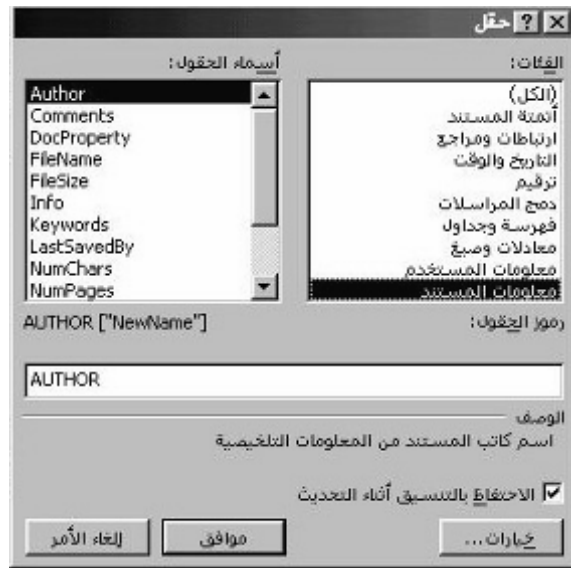 حقل
الفئات:
(الكل)
أتمتة المستند
ارتباطات ومراجع
التاريخ والوقت
ترقيم
دمج المراسلات
فهرسة وجداول
معادلات وصيغ
معلومات المستخدم
معلومات المستند
أسماء الحقول:
Author
Comments
DocProperty
FileName
FileSize
Info
Keywords
LastSavedBy
NumChars
NumPages
رموز الحقول:
AUTHOR ["NewName"]
AUTHOR
الوصف
اسم كاتب المستند من المعلومات التلخيصية
الاحتفاظ بالتنسيق أثناء التحديث
خيارات...
موافق
إلغاء الأمر